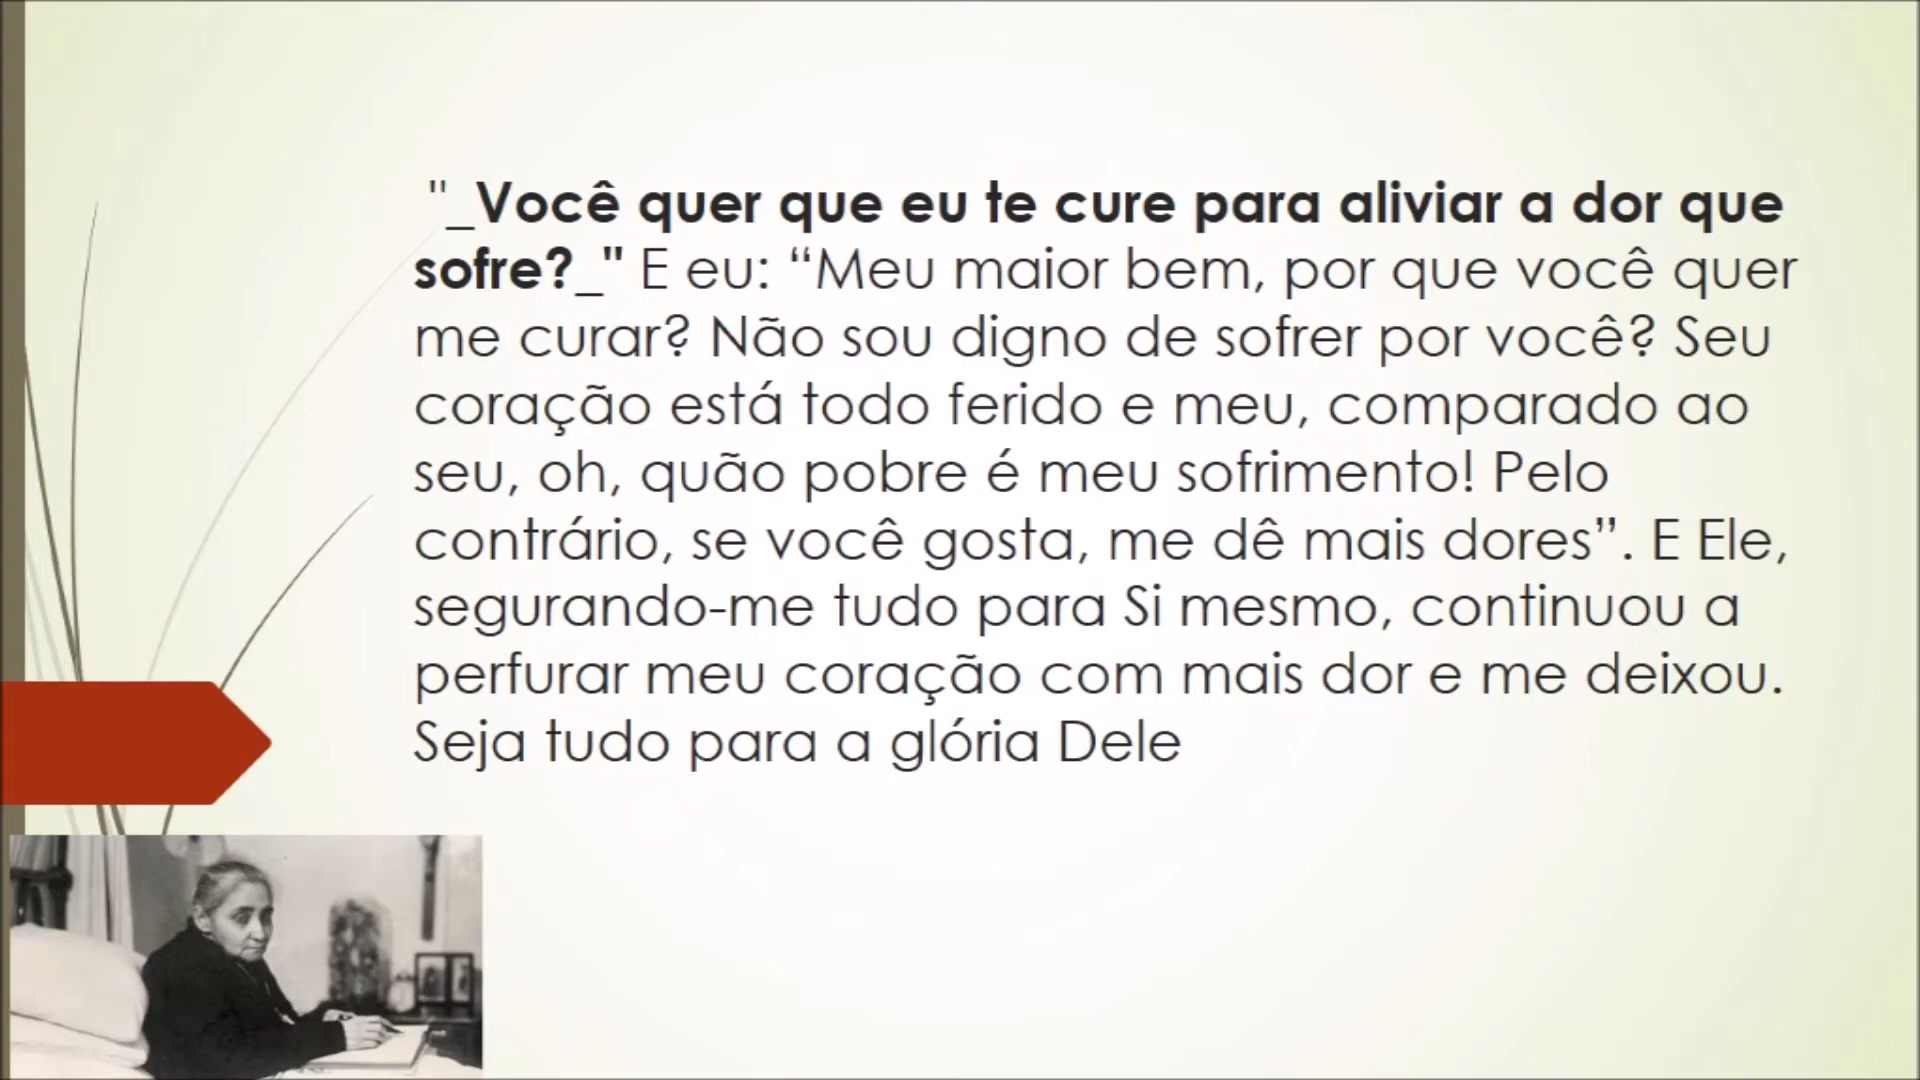 "_Você quer que eu te cure para aliviar a dor que
sofre?_" E eu: “Meu maior bem, por que você quer
me curar? Não sou digno de sofrer por você? Seu
coração está todo ferido e meu, comparado ao
seu, oh, quão pobre é meu sofrimento! Pelo
contrário, se você gosta, me dê mais dores”. E Ele,
segurando-me tudo para Si mesmo, continuou a
perfurar meu coração com mais dor e me deixou.
Seja tudo para a glória Dele